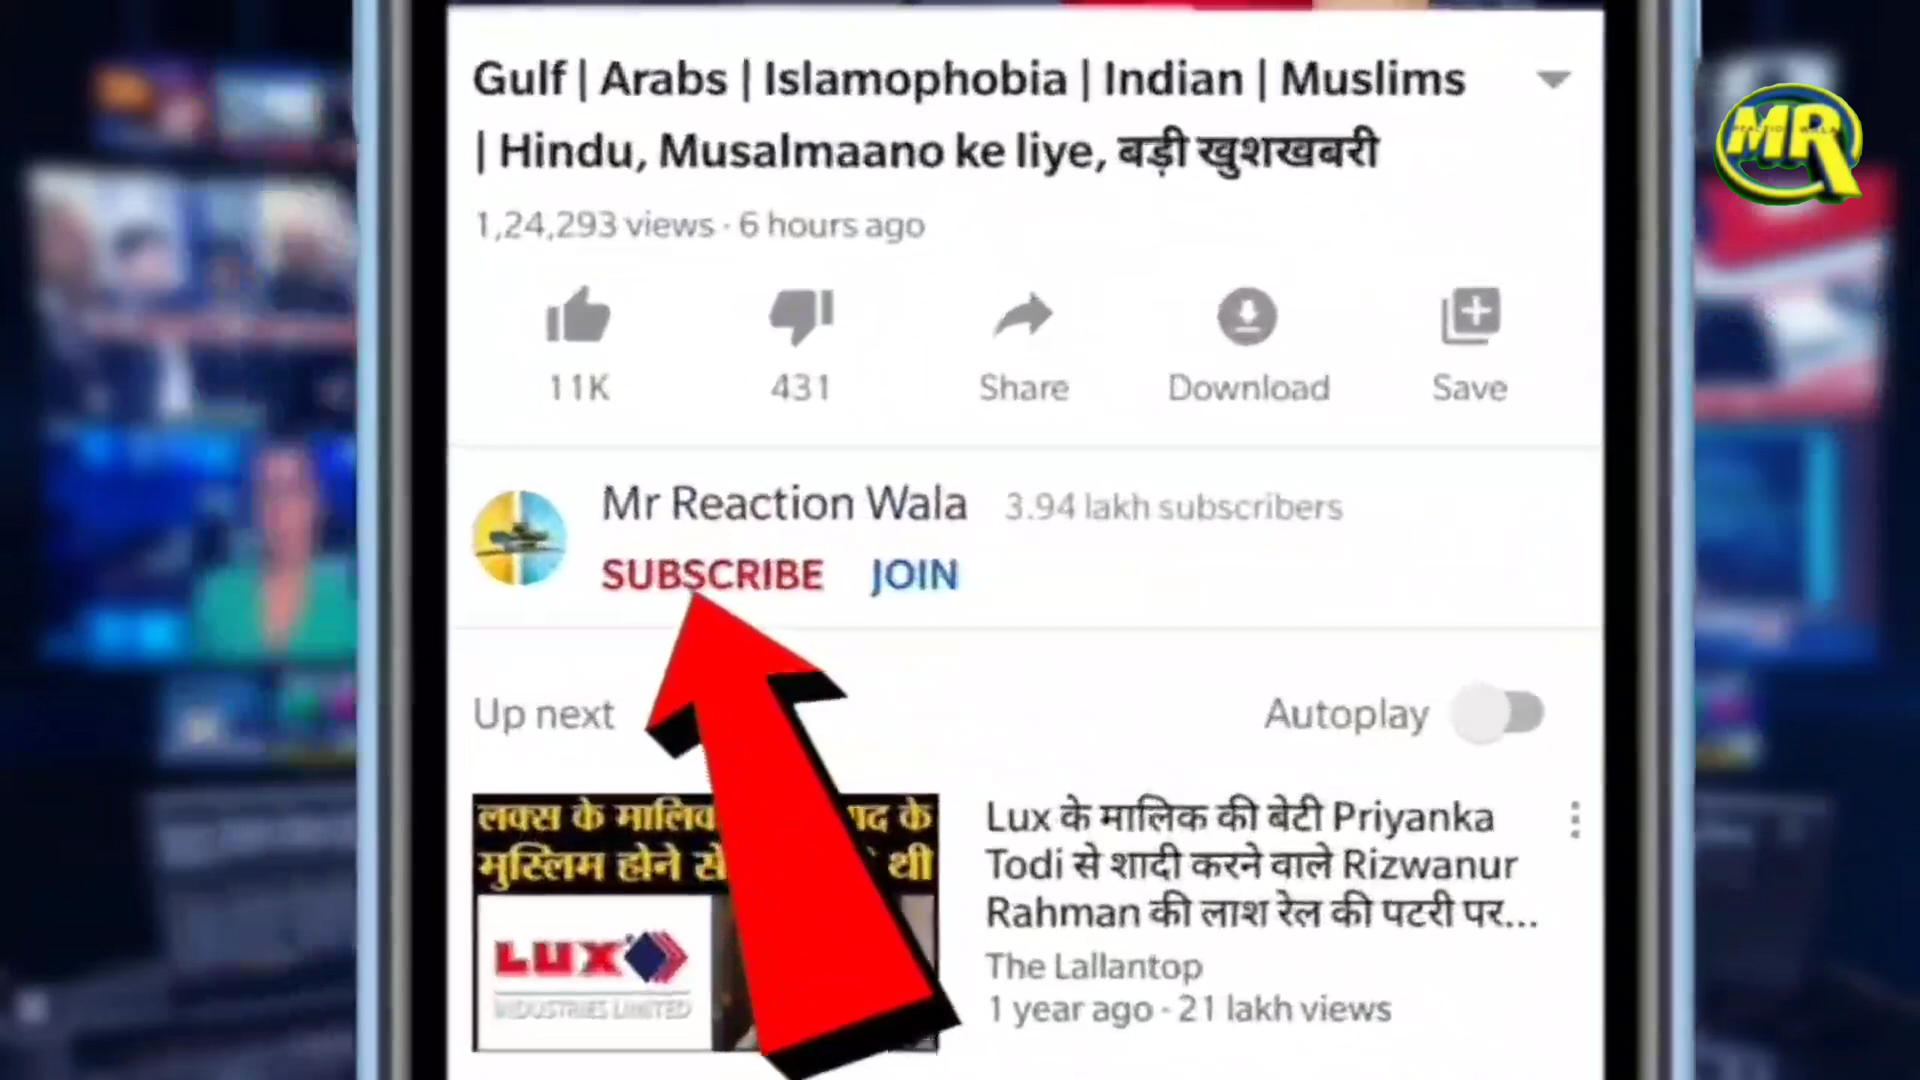 Gulf | Arabs | Islamophobia | Indian | Muslims
| Hindu, Musalmaano ke liye, बड़ी खुशखबरी
1,24,293 views · 6 hours ago
11K
431
Share
Download
Save
Mr Reaction Wala 3.94 lakh subscribers
SUBSCRIBE JOIN
Up next
Autoplay
लक्स के मालिक के
मुस्लिम होने से थी
LUX
INDUSTRIES LIMITED
Lux के मालिक की बेटी Priyanka
Todi से शादी करने वाले Rizwanur
Rahman की लाश रेल की पटरी पर...
The Lallantop
1 year ago · 21 lakh views
MR
REACTION WALA